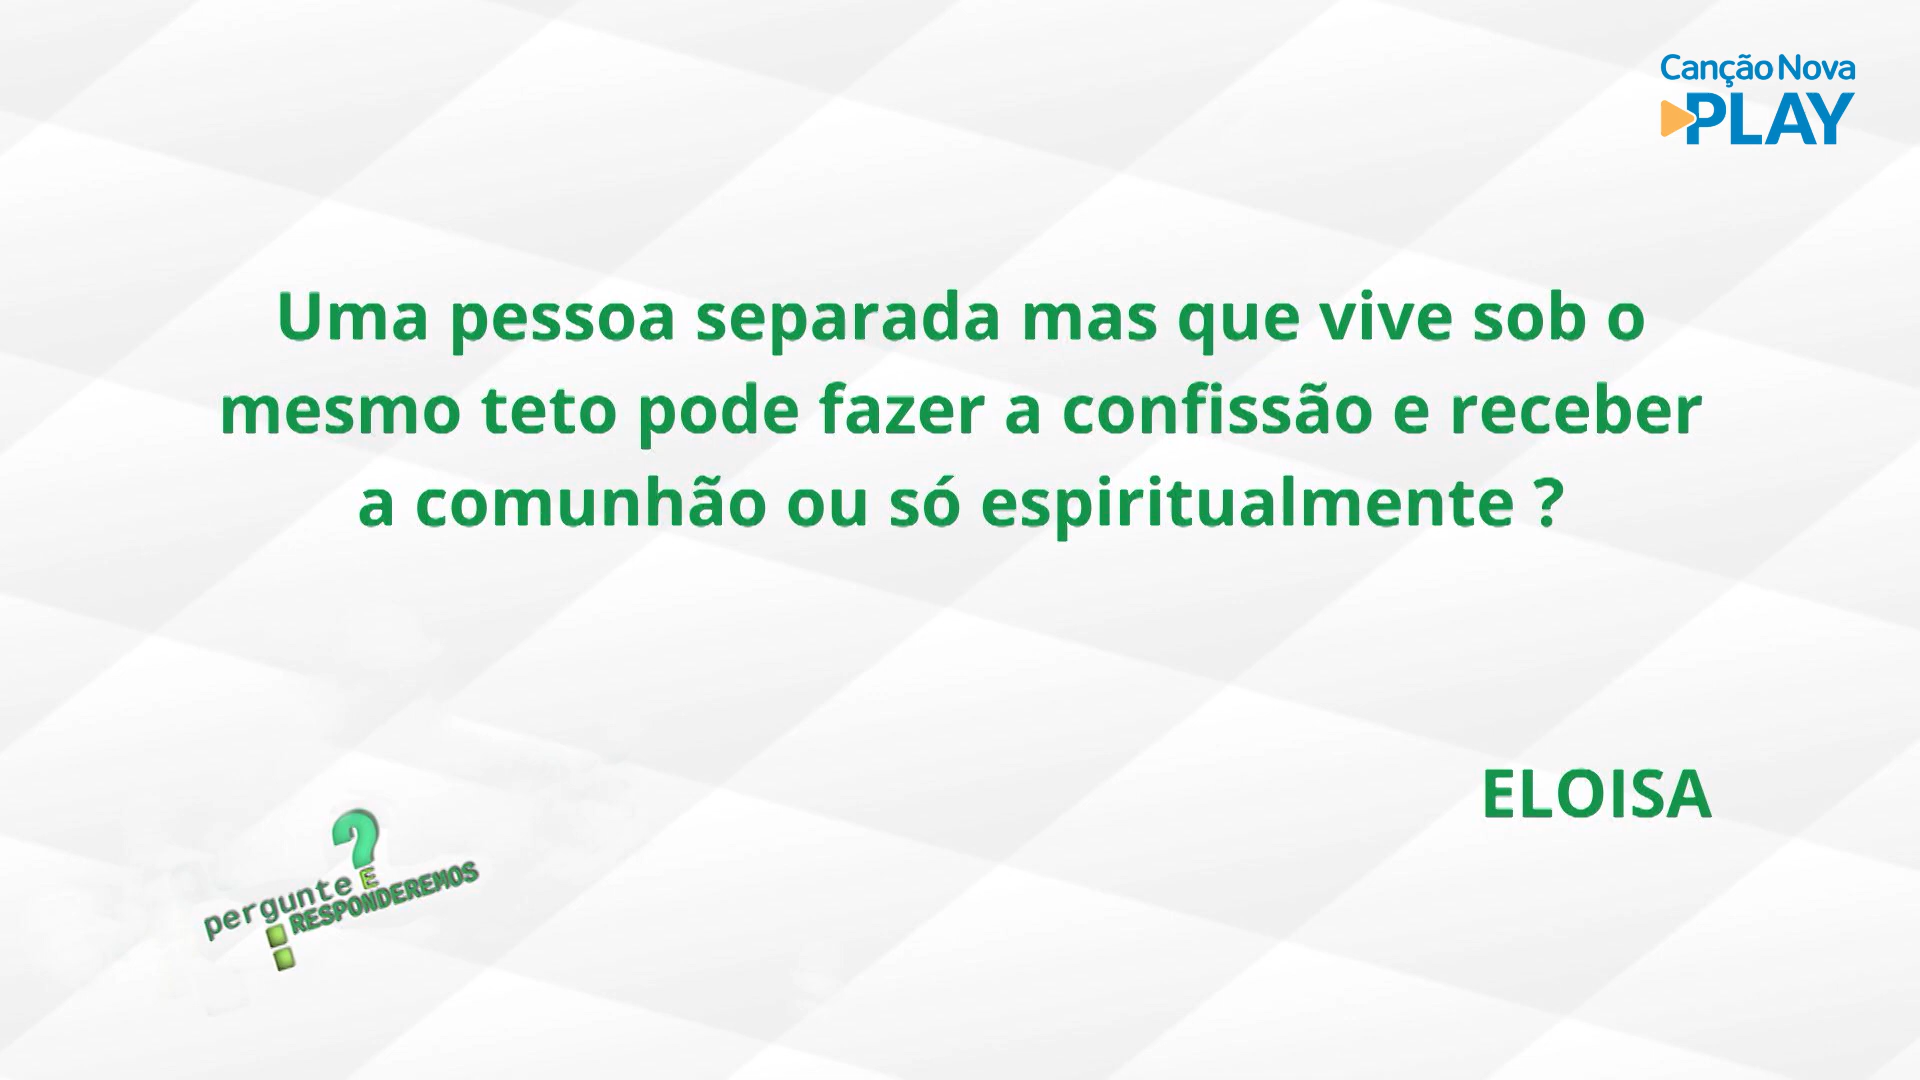 Canção Nova
PLAY
Uma pessoa separada mas que vive sob o
mesmo teto pode fazer a confissão e receber
a comunhão ou só espiritualmente ?
ELOISA
pergunte E
RESPONDEREMOS